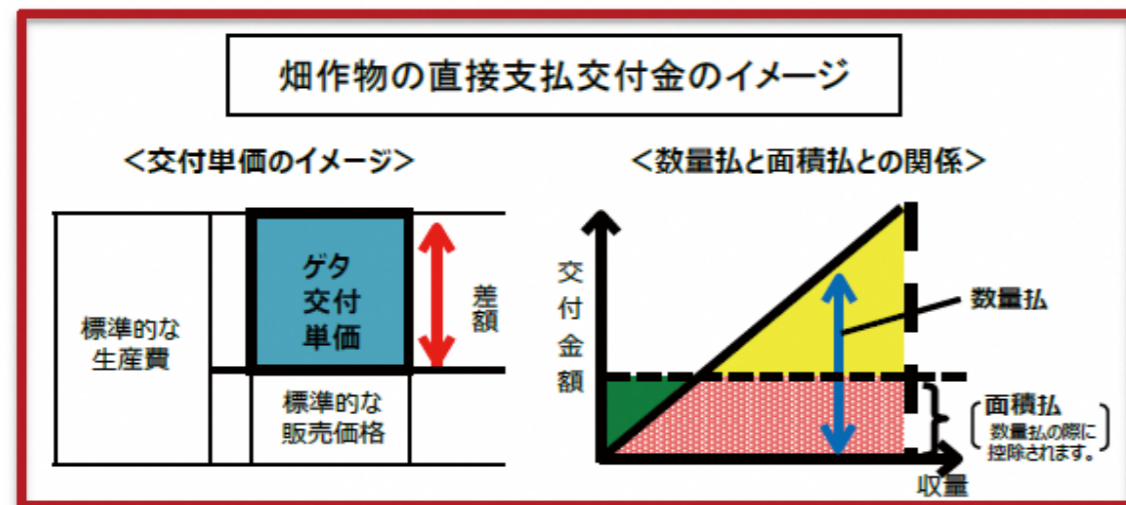 畑作物の直接支払交付金のイメージ
<交付単価のイメージ>
標準的な
生産費
ゲタ
交付
単価
差額
標準的な
販売価格
<数量払と面積払との関係>
交付金額
数量払
面積払
数量払の際に
控除されます。
収量